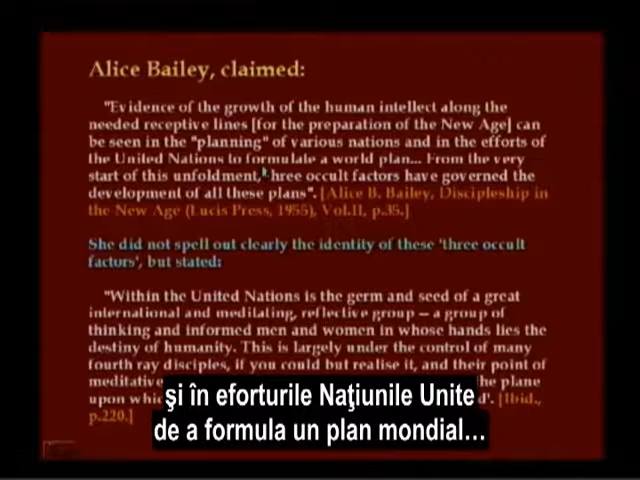 Alice Bailey, claimed:
"Evidence of the growth of the human intellect along the
needed receptive lines [for the preparation of the New Age] can
be seen in the "planning" of various nations and in the efforts of
the United Nations to formulate a world plan... From the very
start of this unfoldment, three occult factors have governed the
development of all these plans". [Alice B. Bailey, Discipleship in
the New Age (Lucis Press, 1955), Vol.II, p.35.]
She did not spell out clearly the identity of these 'three occult
factors', but stated:
"Within the United Nations is the germ and seed of a great
international and meditating, reflective group – a group of
thinking and informed men and women in whose hands lies the
destiny of humanity. This is largely under the control of many
fourth ray disciples, if you could but realise it, and their point of
meditative he plane
upon whic d'. [Ibid.,
p.220.]
şi în eforturile Naţiunile Unite
de a formula un plan mondial...